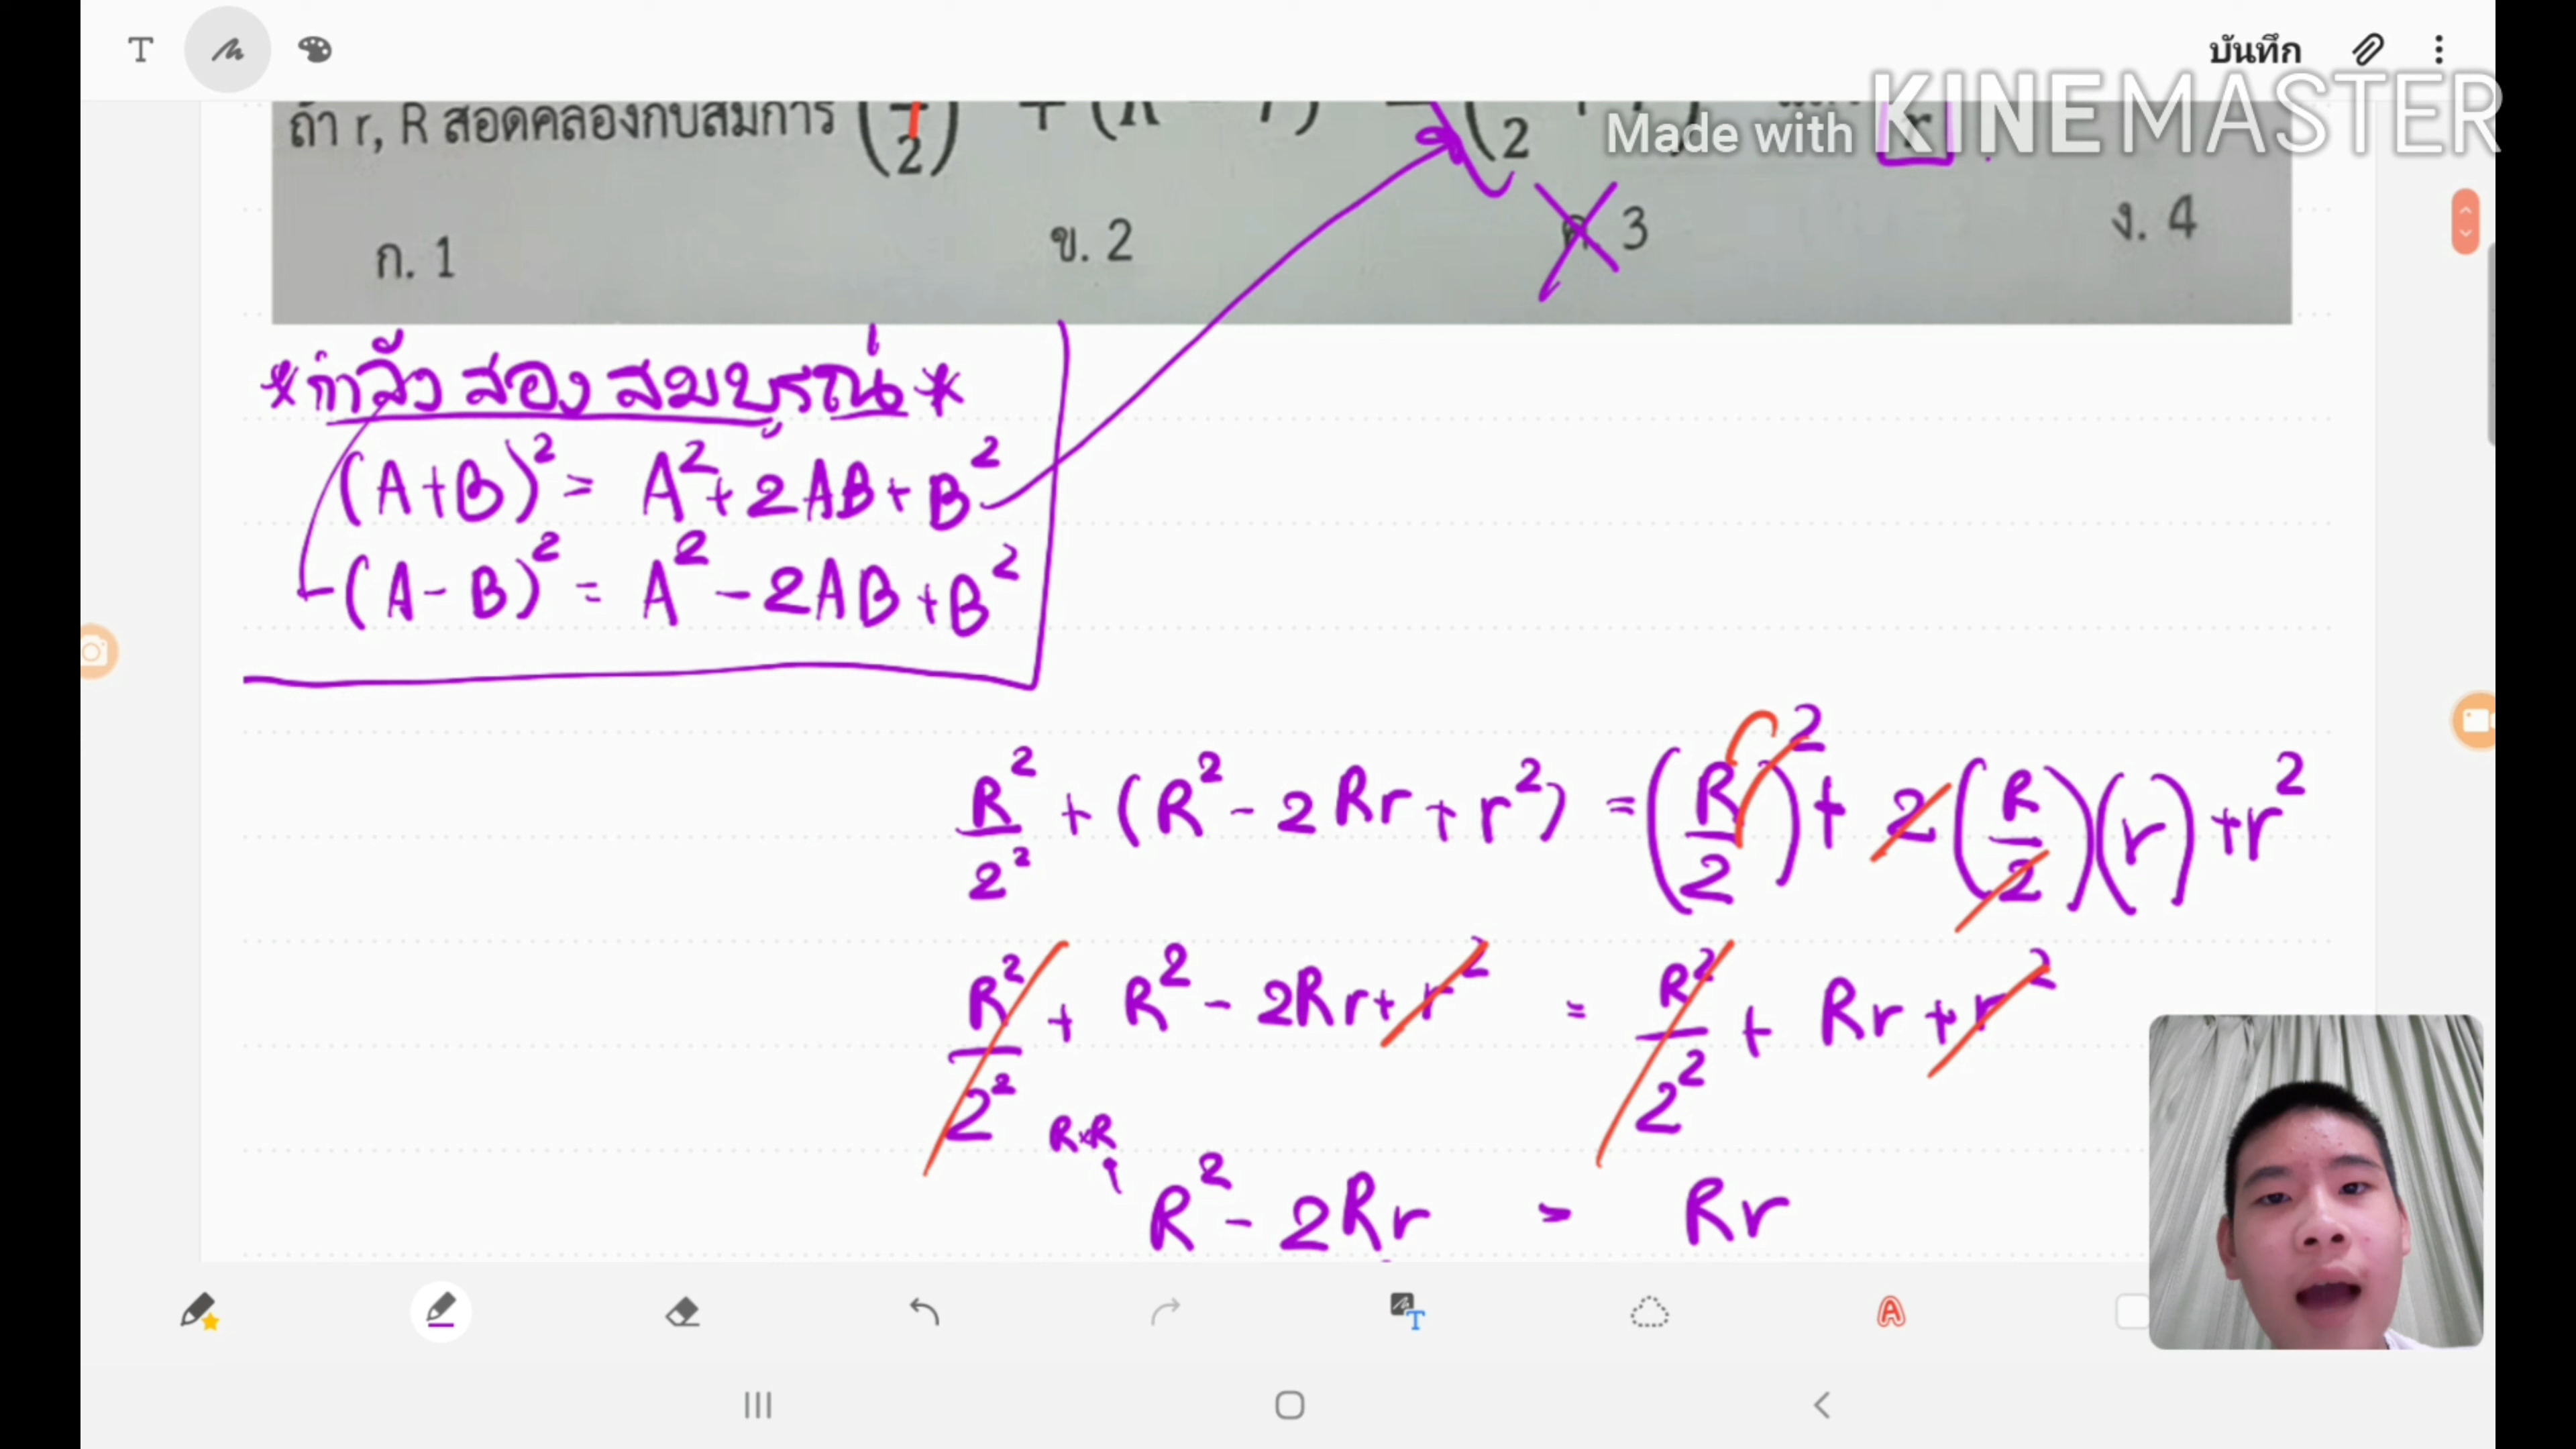 T
บันทึก
Made with KINEMASTER
ถ้า r, R สอดคล้องกับสมการ
2
2
r
ก. 1 ข. 2 ค. 3 ง. 4
*กำลังสองสมบูรณ์*
(A+B)² = A² + 2AB + B²
(A-B)² = A² - 2AB + B²
R²/2² + (R² - 2Rr + r²) = (R/2)² + 2(R/2)(r) + r²
R²/2² + R² - 2Rr + r² = R²/2² + Rr + r²
R×R
R² - 2Rr = Rr